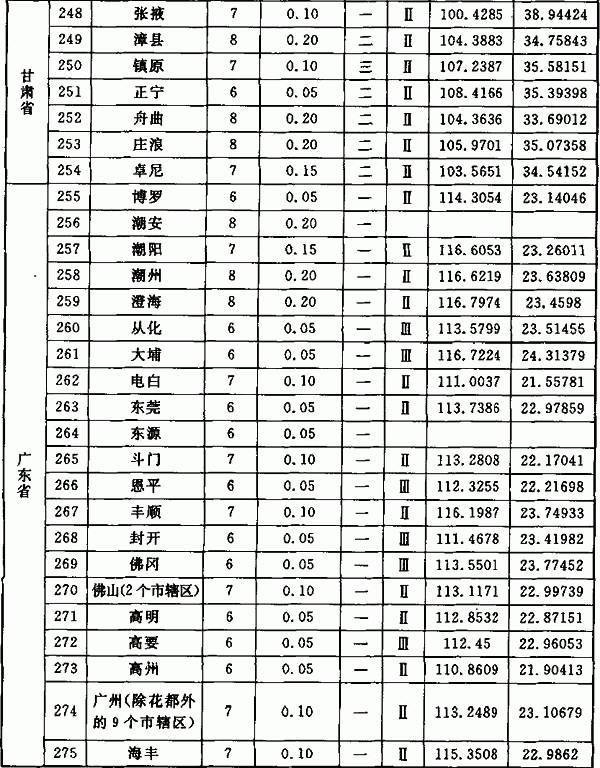 甘肃省
248 张掖 7 0.10 一 Ⅱ 100.4285 38.94424
249 漳县 8 0.20 二 Ⅱ 104.3883 34.75843
250 镇原 7 0.10 三 Ⅱ 107.2387 35.58151
251 正宁 6 0.05 二 Ⅱ 108.4166 35.39398
252 舟曲 8 0.20 二 Ⅱ 104.3636 33.69012
253 庄浪 8 0.20 二 Ⅱ 105.9701 35.07358
254 卓尼 7 0.15 二 Ⅱ 103.5651 34.54152
广东省
255 博罗 6 0.05 一 Ⅱ 114.3054 23.14046
256 潮安 8 0.20 一
257 潮阳 7 0.15 一 Ⅱ 116.6053 23.26011
258 潮州 8 0.20 一 Ⅱ 116.6219 23.63809
259 澄海 8 0.20 一 Ⅱ 116.7974 23.4598
260 从化 6 0.05 一 Ⅲ 113.5799 23.51455
261 大埔 6 0.05 一 Ⅲ 116.7224 24.31379
262 电白 7 0.10 一 Ⅱ 111.0037 21.55781
263 东莞 6 0.05 一 Ⅱ 113.7386 22.97859
264 东源 6 0.05 一
265 斗门 7 0.10 一 Ⅱ 113.2808 22.17041
266 恩平 6 0.05 一 Ⅲ 112.3255 22.21698
267 丰顺 7 0.10 一 Ⅱ 116.1987 23.74933
268 封开 6 0.05 一 Ⅲ 111.4678 23.41982
269 佛冈 6 0.05 一 Ⅲ 113.5501 23.77452
270 佛山(2个市辖区) 7 0.10 一 Ⅱ 113.1171 22.99739
271 高明 6 0.05 一 Ⅱ 112.8532 22.87151
272 高要 6 0.05 一 Ⅲ 112.45 22.96053
273 高州 6 0.05 一 Ⅱ 110.8609 21.90413
274 广州(除花都外
的9个市辖区) 7 0.10 一 Ⅱ 113.2489 23.10679
275 海丰 7 0.10 一 Ⅱ 115.3508 22.9862